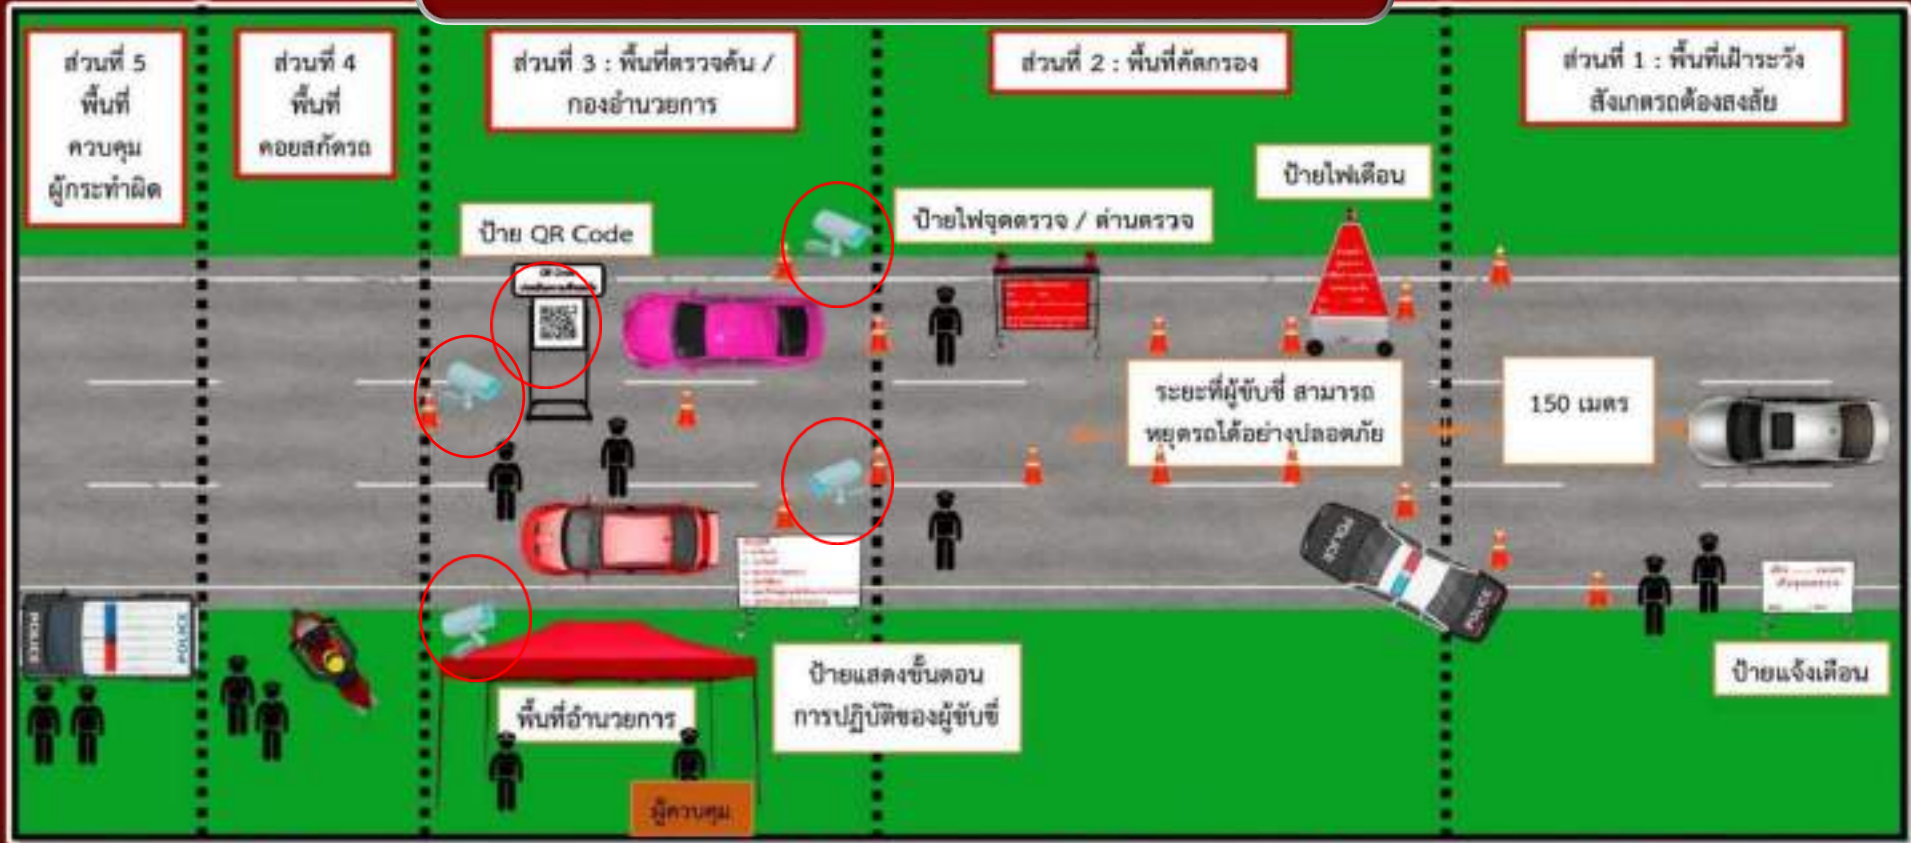 ส่วนที่ 5
พื้นที่
ควบคุม
ผู้กระทำผิด
ส่วนที่ 4
พื้นที่
คอยสกัดรถ
ส่วนที่ 3 : พื้นที่ตรวจค้น /
กองอำนวยการ
ส่วนที่ 2 : พื้นที่คัดกรอง
ส่วนที่ 1 : พื้นที่เฝ้าระวัง
สังเกตรถต้องสงสัย
ป้ายไฟเตือน
ป้ายไฟจุดตรวจ / ด่านตรวจ
ป้าย QR Code
QR Code
ระยะที่ผู้ขับขี่ สามารถ
หยุดรถได้อย่างปลอดภัย
150 เมตร
POLICE
POLICE
POLICE
POLICE
ป้ายแจ้งเตือน
ป้ายแสดงขั้นตอน
การปฏิบัติของผู้ขับขี่
พื้นที่อำนวยการ
ผู้ควบคุม